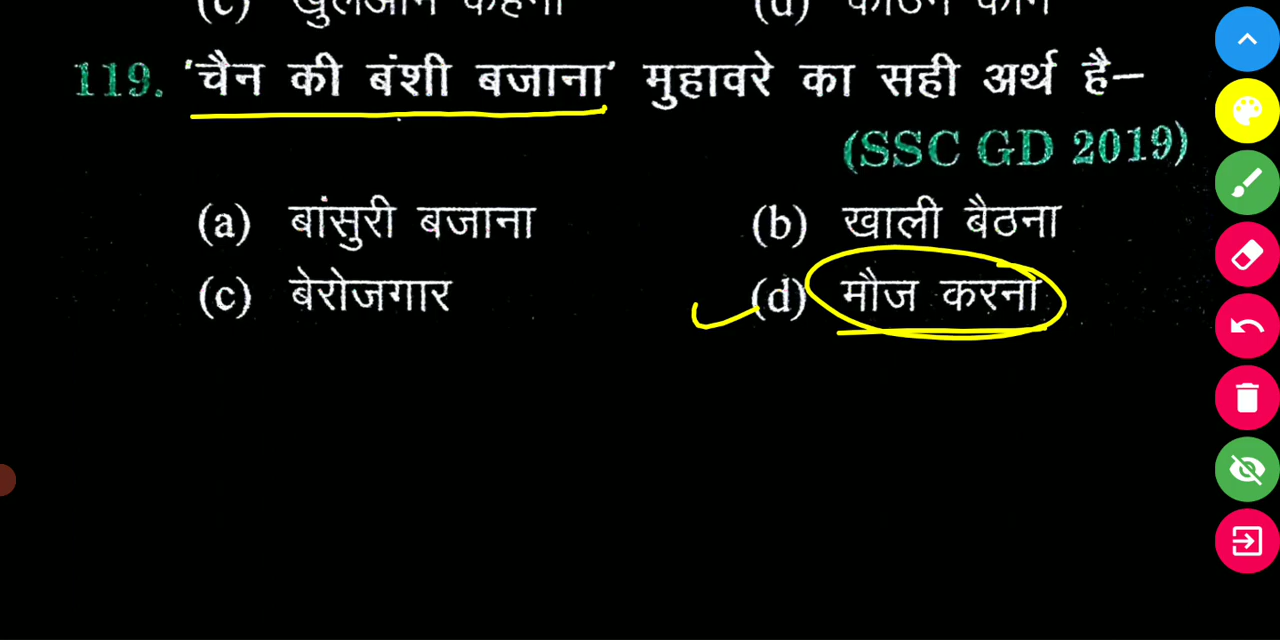 119. 'चैन की बंशी बजाना' मुहावरे का सही अर्थ है–
(SSC GD 2019)
(a) बांसुरी बजाना (b) खाली बैठना
(c) बेरोजगार (d) मौज करना